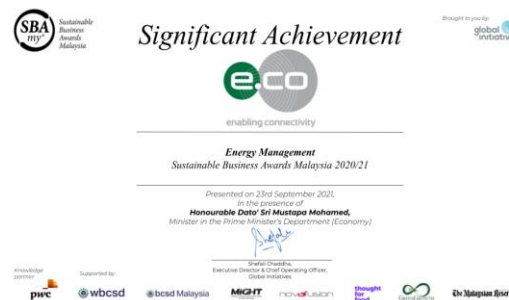 SBA
my
Sustainable
Business
Awards
Malaysia
Significant Achievement
Brought to you by:
global
initiatives
e.co
enabling connectivity
Energy Management
Sustainable Business Awards Malaysia 2020/21
Presented on 23rd September 2021,
In the presence of
Honourable Dato' Sri Mustapa Mohamed,
Minister in the Prime Minister's Department (Economy)
Shefali Chaddha,
Executive Director & Chief Operating Officer,
Global Initiatives
Knowledge
partner
Supported by:
pwc
wbcsd
bcsd Malaysia
MiGHT
novofusion
thought
for
food
The Malaysian Reserve